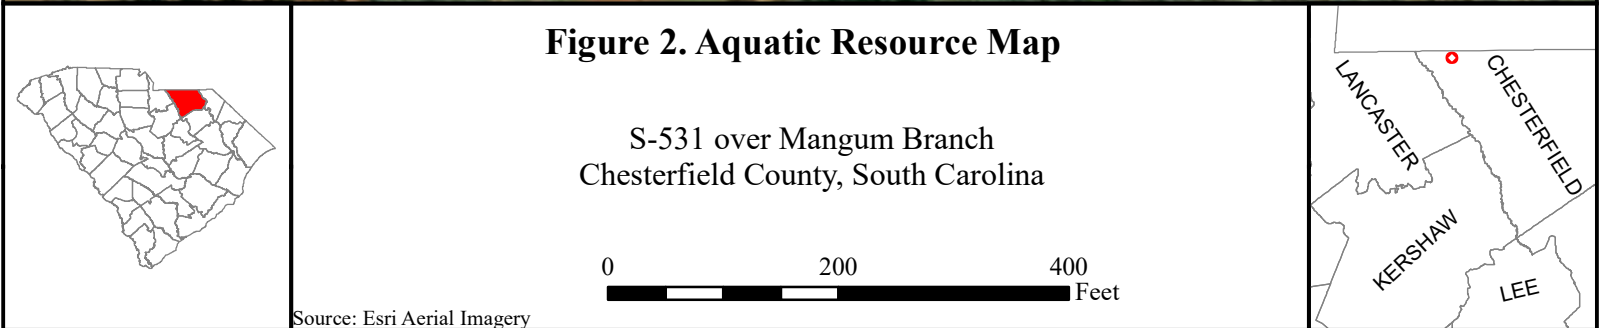 Figure 2. Aquatic Resource Map
S-531 over Mangum Branch
Chesterfield County, South Carolina
0 200 400
Feet
Source: Esri Aerial Imagery
LANCASTER
CHESTERFIELD
KERSHAW
LEE